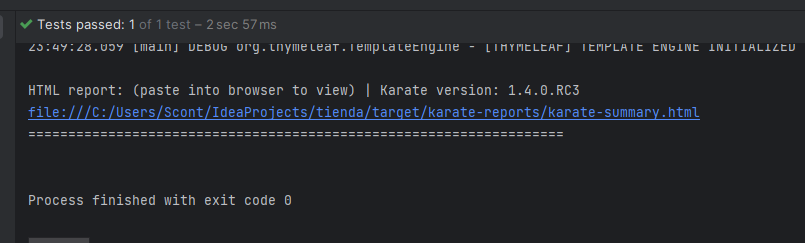 Tests passed: 1 of 1 test – 2 sec 57 ms
23:49:28.059 [main] DEBUG org.thymeleaf.TemplateEngine - [THYMELEAF] TEMPLATE ENGINE INITIALIZED
HTML report: (paste into browser to view) | Karate version: 1.4.0.RC3
file:///C:/Users/Scont/IdeaProjects/tienda/target/karate-reports/karate-summary.html
===================================================================
Process finished with exit code 0